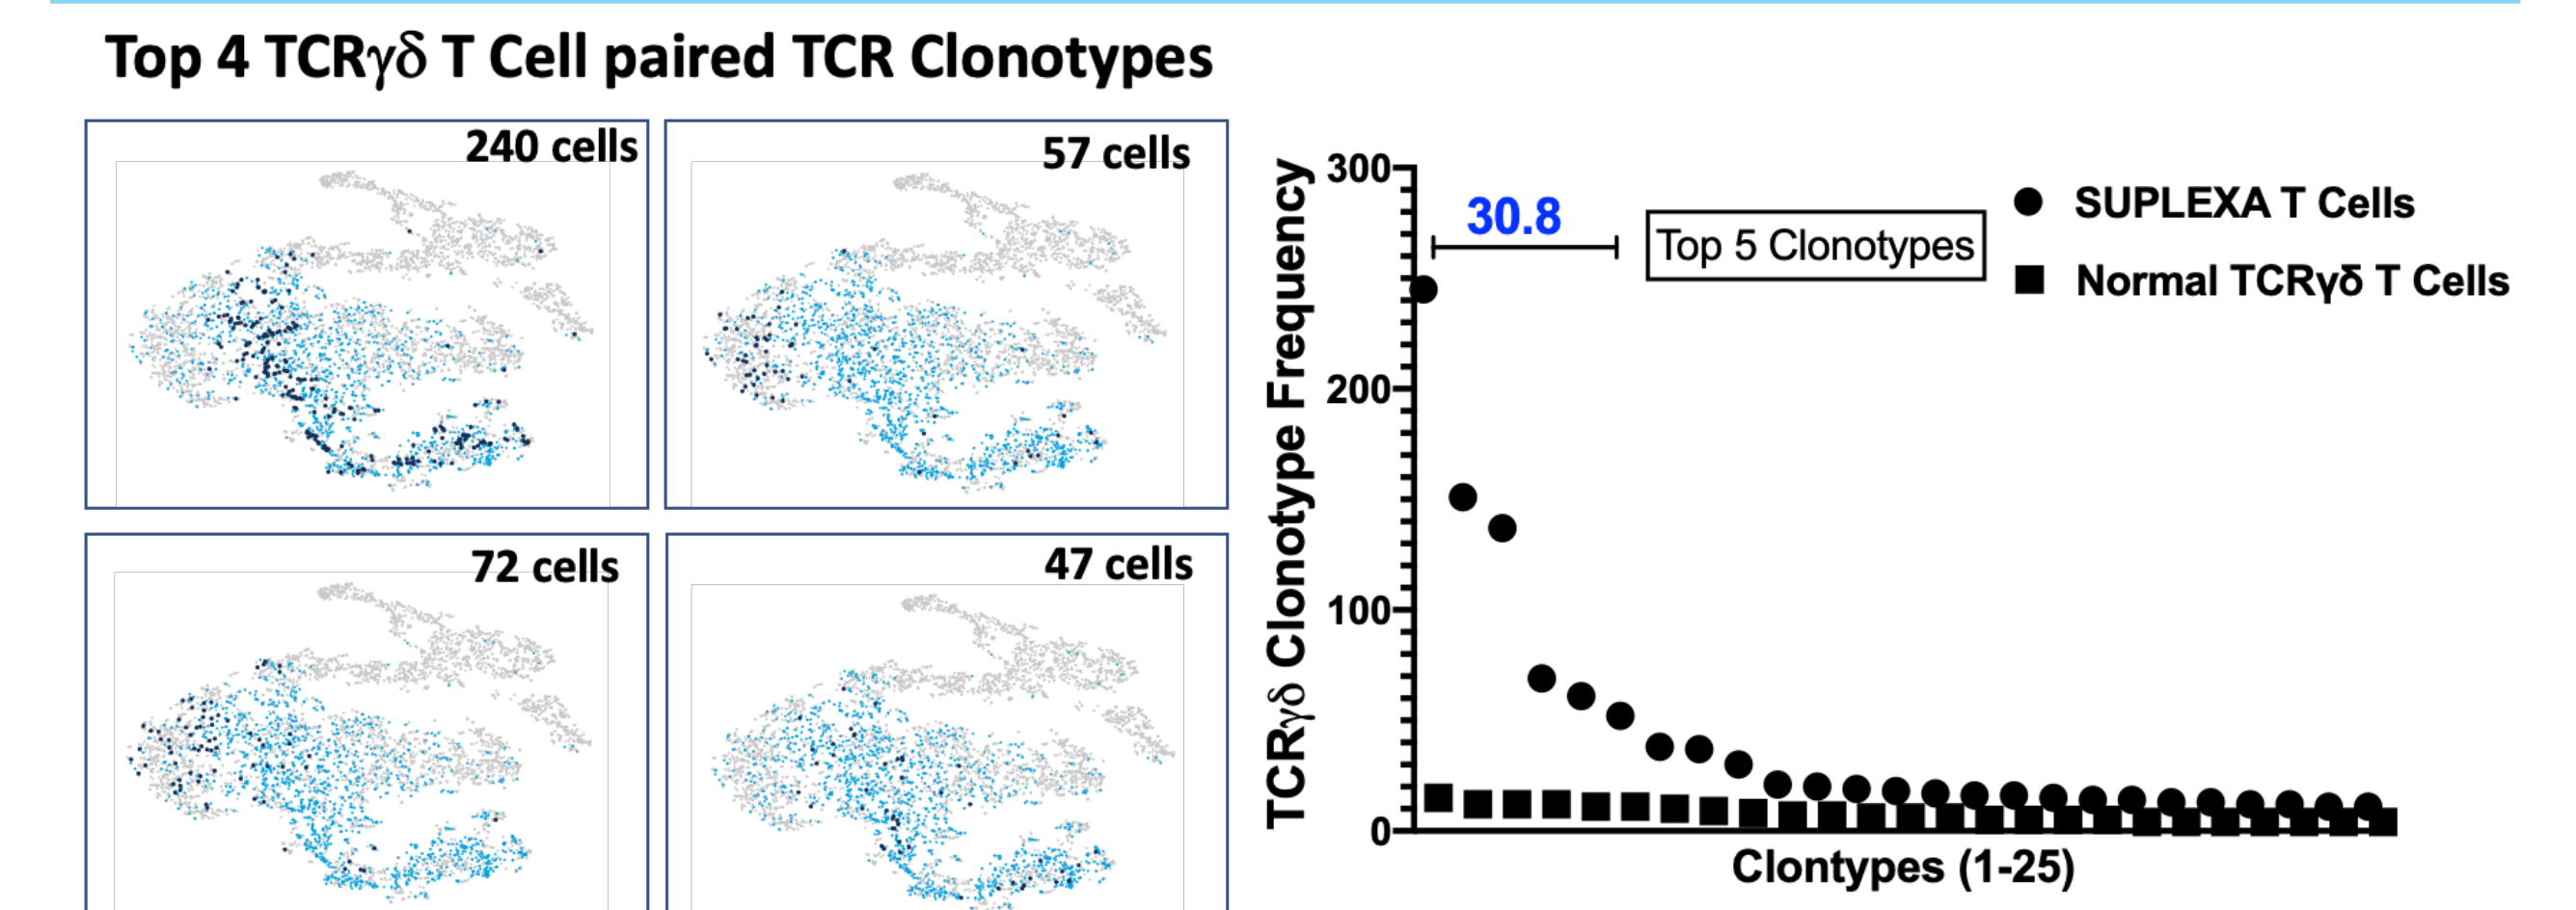 Top 4 TCRγδ T Cell paired TCR Clonotypes
240 cells
57 cells
72 cells
47 cells
TCRγδ Clonotype Frequency
300
200
100
0
30.8
Top 5 Clonotypes
SUPLEXA T Cells
Normal TCRγδ T Cells
Clontypes (1-25)